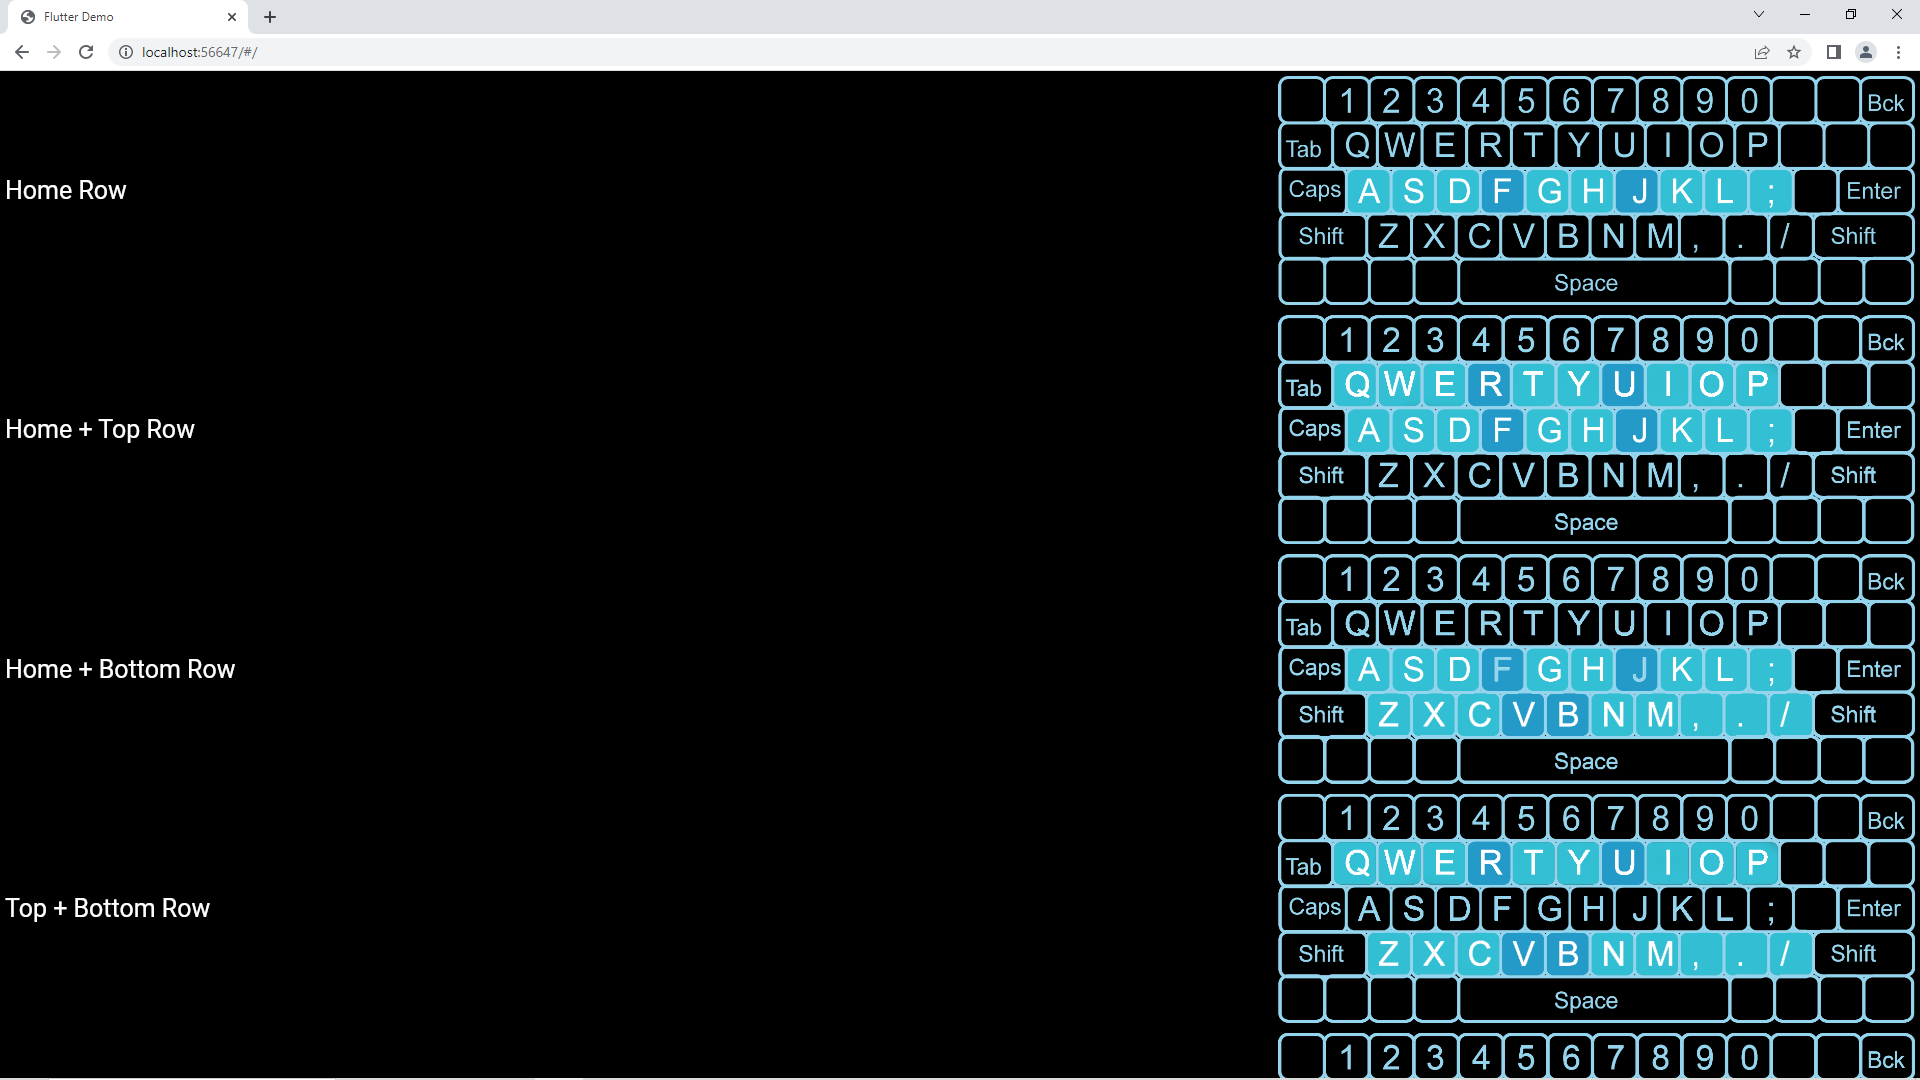 Flutter Demo
localhost:56647/#/
1 2 3 4 5 6 7 8 9 0 Bck
Tab Q W E R T Y U I O P
Home Row
Caps A S D F G H J K L ; Enter
Shift Z X C V B N M , . / Shift
Space
1 2 3 4 5 6 7 8 9 0 Bck
Tab Q W E R T Y U I O P
Home + Top Row
Caps A S D F G H J K L ; Enter
Shift Z X C V B N M , . / Shift
Space
1 2 3 4 5 6 7 8 9 0 Bck
Tab Q W E R T Y U I O P
Home + Bottom Row
Caps A S D F G H J K L ; Enter
Shift Z X C V B N M , . / Shift
Space
1 2 3 4 5 6 7 8 9 0 Bck
Tab Q W E R T Y U I O P
Top + Bottom Row
Caps A S D F G H J K L ; Enter
Shift Z X C V B N M , . / Shift
Space
1 2 3 4 5 6 7 8 9 0 Bck